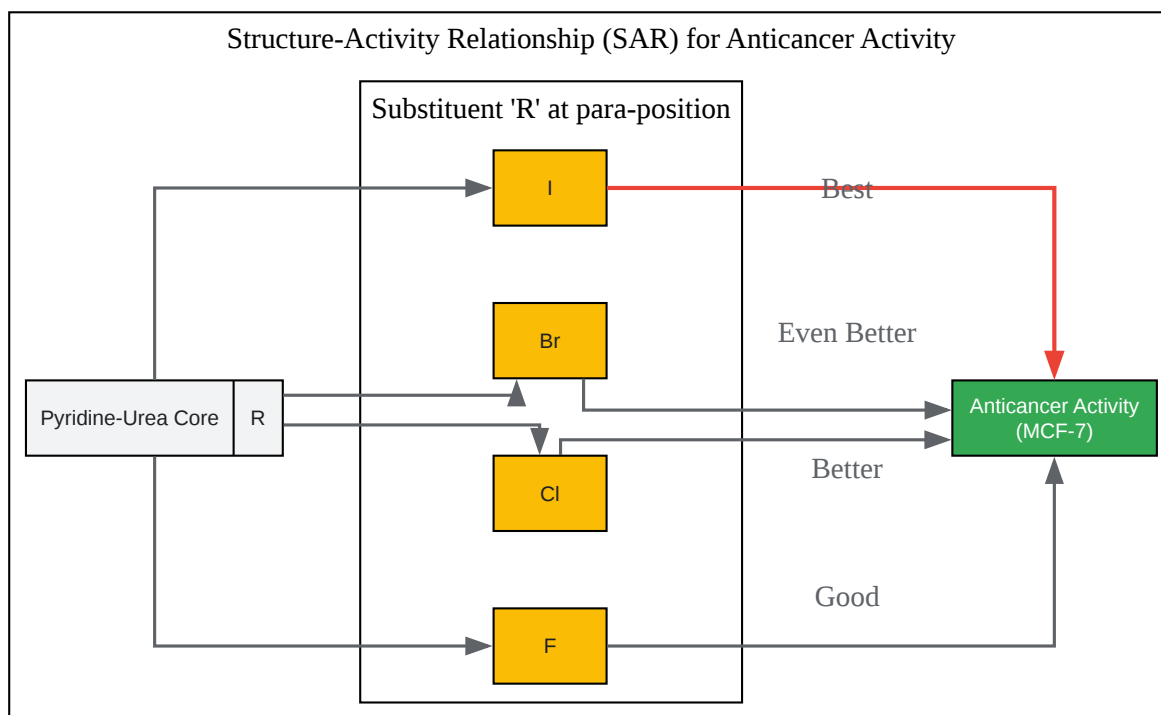 Structure-Activity Relationship (SAR) for Anticancer Activity
Substituent 'R' at para-position
I
Best
Br
Even Better
Pyridine-Urea Core
R
Anticancer Activity
(MCF-7)
Cl
Better
Good
F